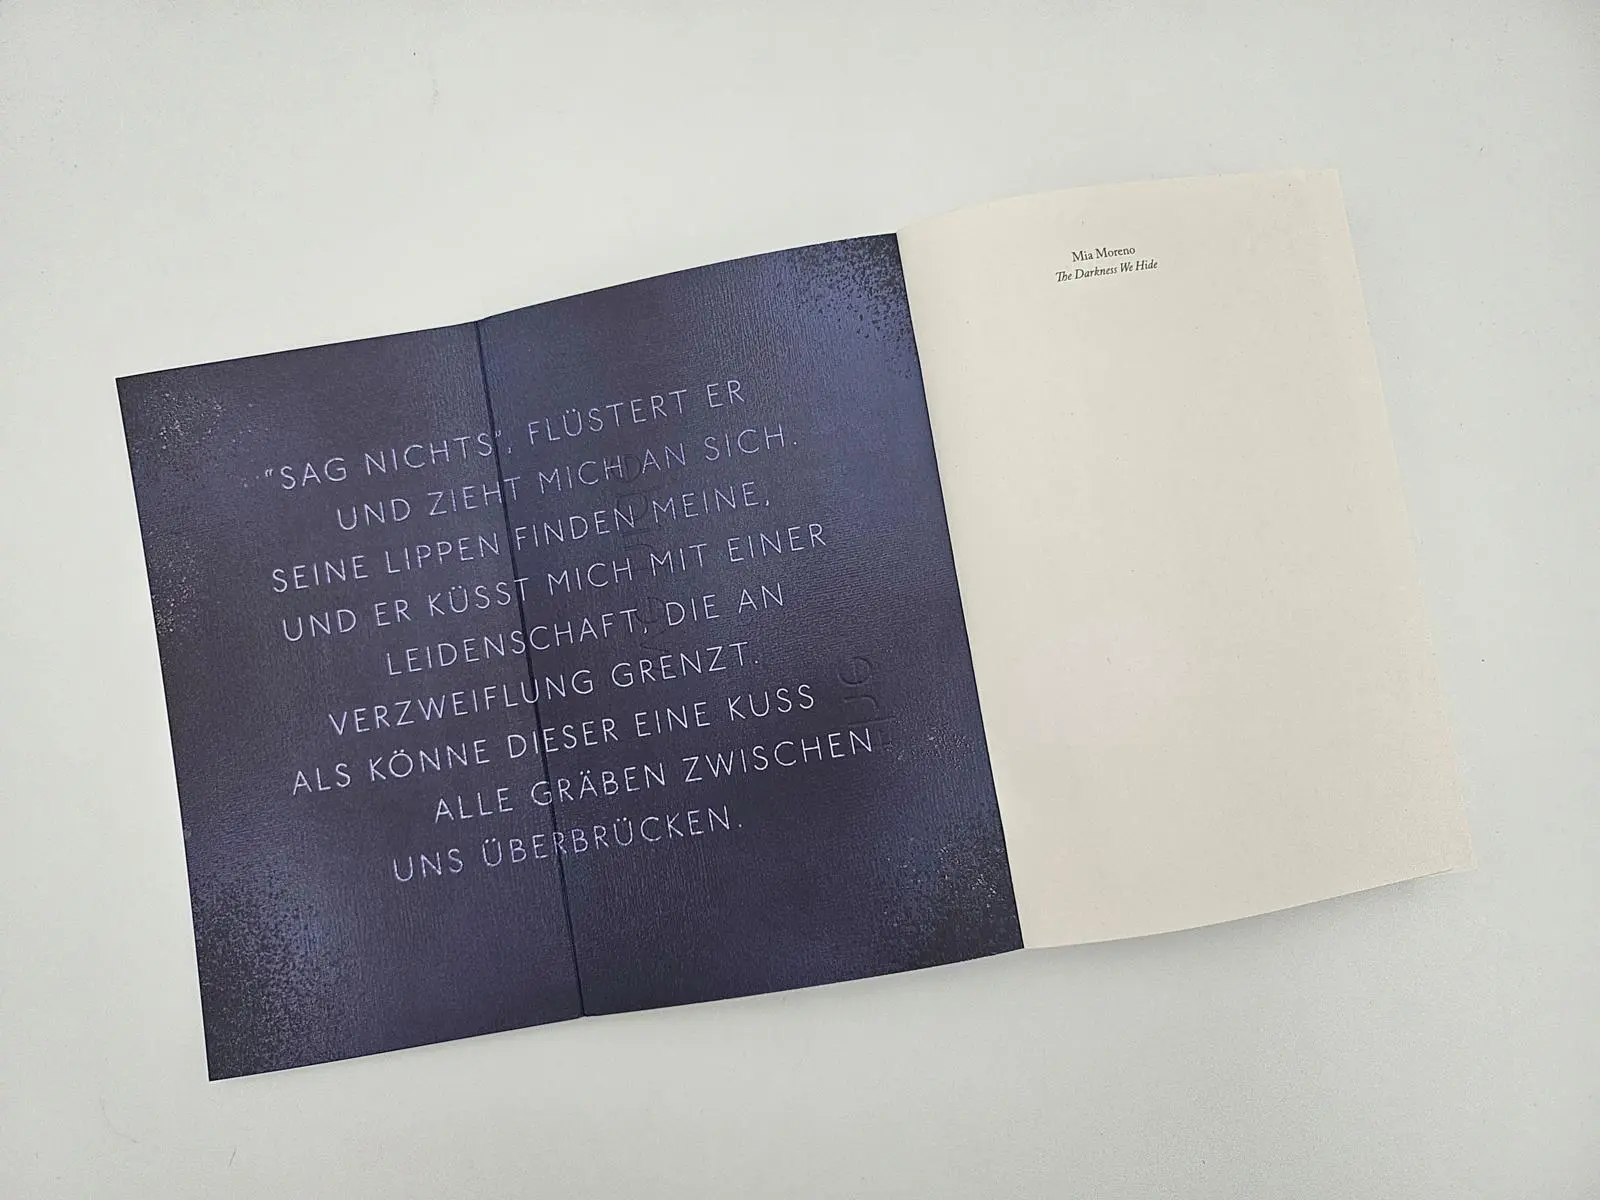 "SAG NICHTS", FLÜSTERT ER
UND ZIEHT MICH AN SICH.
SEINE LIPPEN FINDEN MEINE,
UND ER KÜSST MICH MIT EINER
LEIDENSCHAFT, DIE AN
VERZWEIFLUNG GRENZT.
ALS KÖNNE DIESER EINE KUSS
ALLE GRÄBEN ZWISCHEN
UNS ÜBERBRÜCKEN.
Mia Moreno
The Darkness We Hide